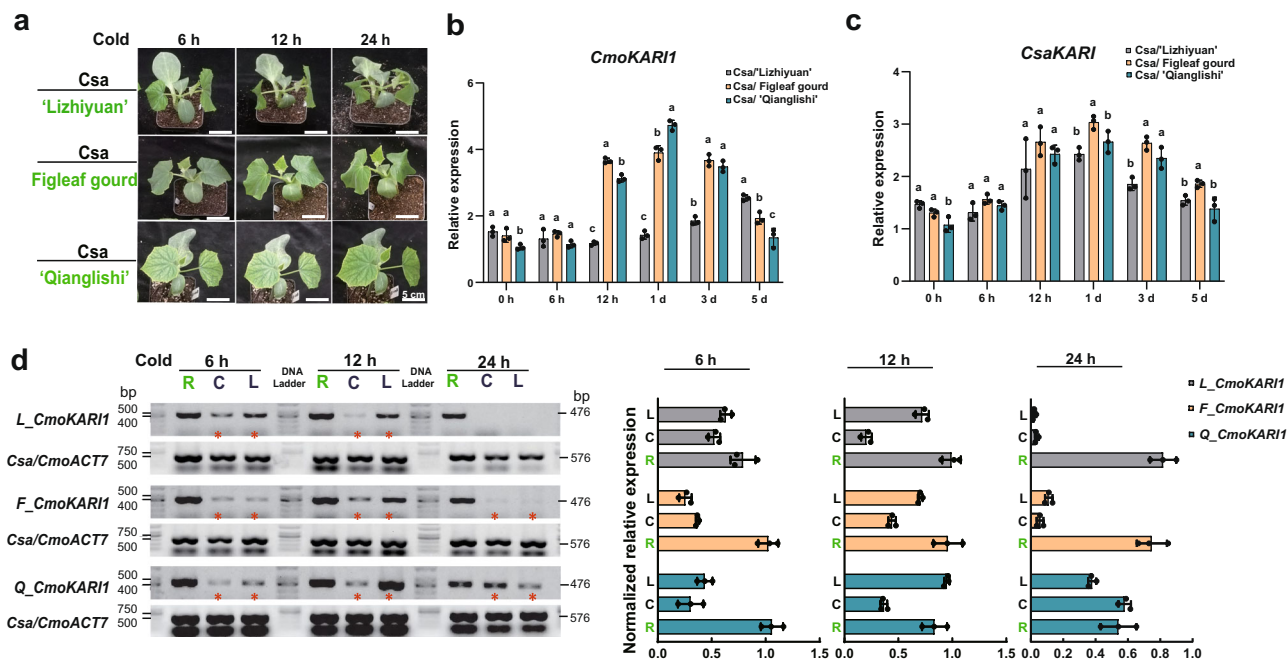 a
Cold 6 h 12 h 24 h
Csa
'Lizhiyuan'
Csa
Figleaf gourd
Csa
'Qianglishi'
5 cm
b
CmoKARI1
Csa/'Lizhiyuan'
Csa/ Figleaf gourd
Csa/ 'Qianglishi'
Relative expression
6
4
2
0
a a b
a a a
c a b
c b a
b a a
a b c
0 h 6 h 12 h 1 d 3 d 5 d
c
CsaKARI
Csa/'Lizhiyuan'
Csa/ Figleaf gourd
Csa/ 'Qianglishi'
Relative expression
4
3
2
1
0
a a b
a a a
a a a
b a b
b a a
b a b
0 h 6 h 12 h 1 d 3 d 5 d
d
Cold 6 h 12 h 24 h
bp R C L DNA Ladder R C L DNA Ladder R C L bp
L_CmoKARI1 500 400 476
* * * *
Csa/CmoACT7 750 500 576
F_CmoKARI1 500 400 476
* * * * * *
Csa/CmoACT7 750 500 576
Q_CmoKARI1 500 400 476
* * * * *
Csa/CmoACT7 750 500 576
Normalized relative expression
6 h 12 h 24 h
L C R L C R L C R
L C R L C R L C R
L C R L C R L C R
0.0 0.5 1.0 1.5 0.0 0.5 1.0 1.5 0.0 0.2 0.4 0.6 0.8 1.0
L_CmoKARI1
F_CmoKARI1
Q_CmoKARI1